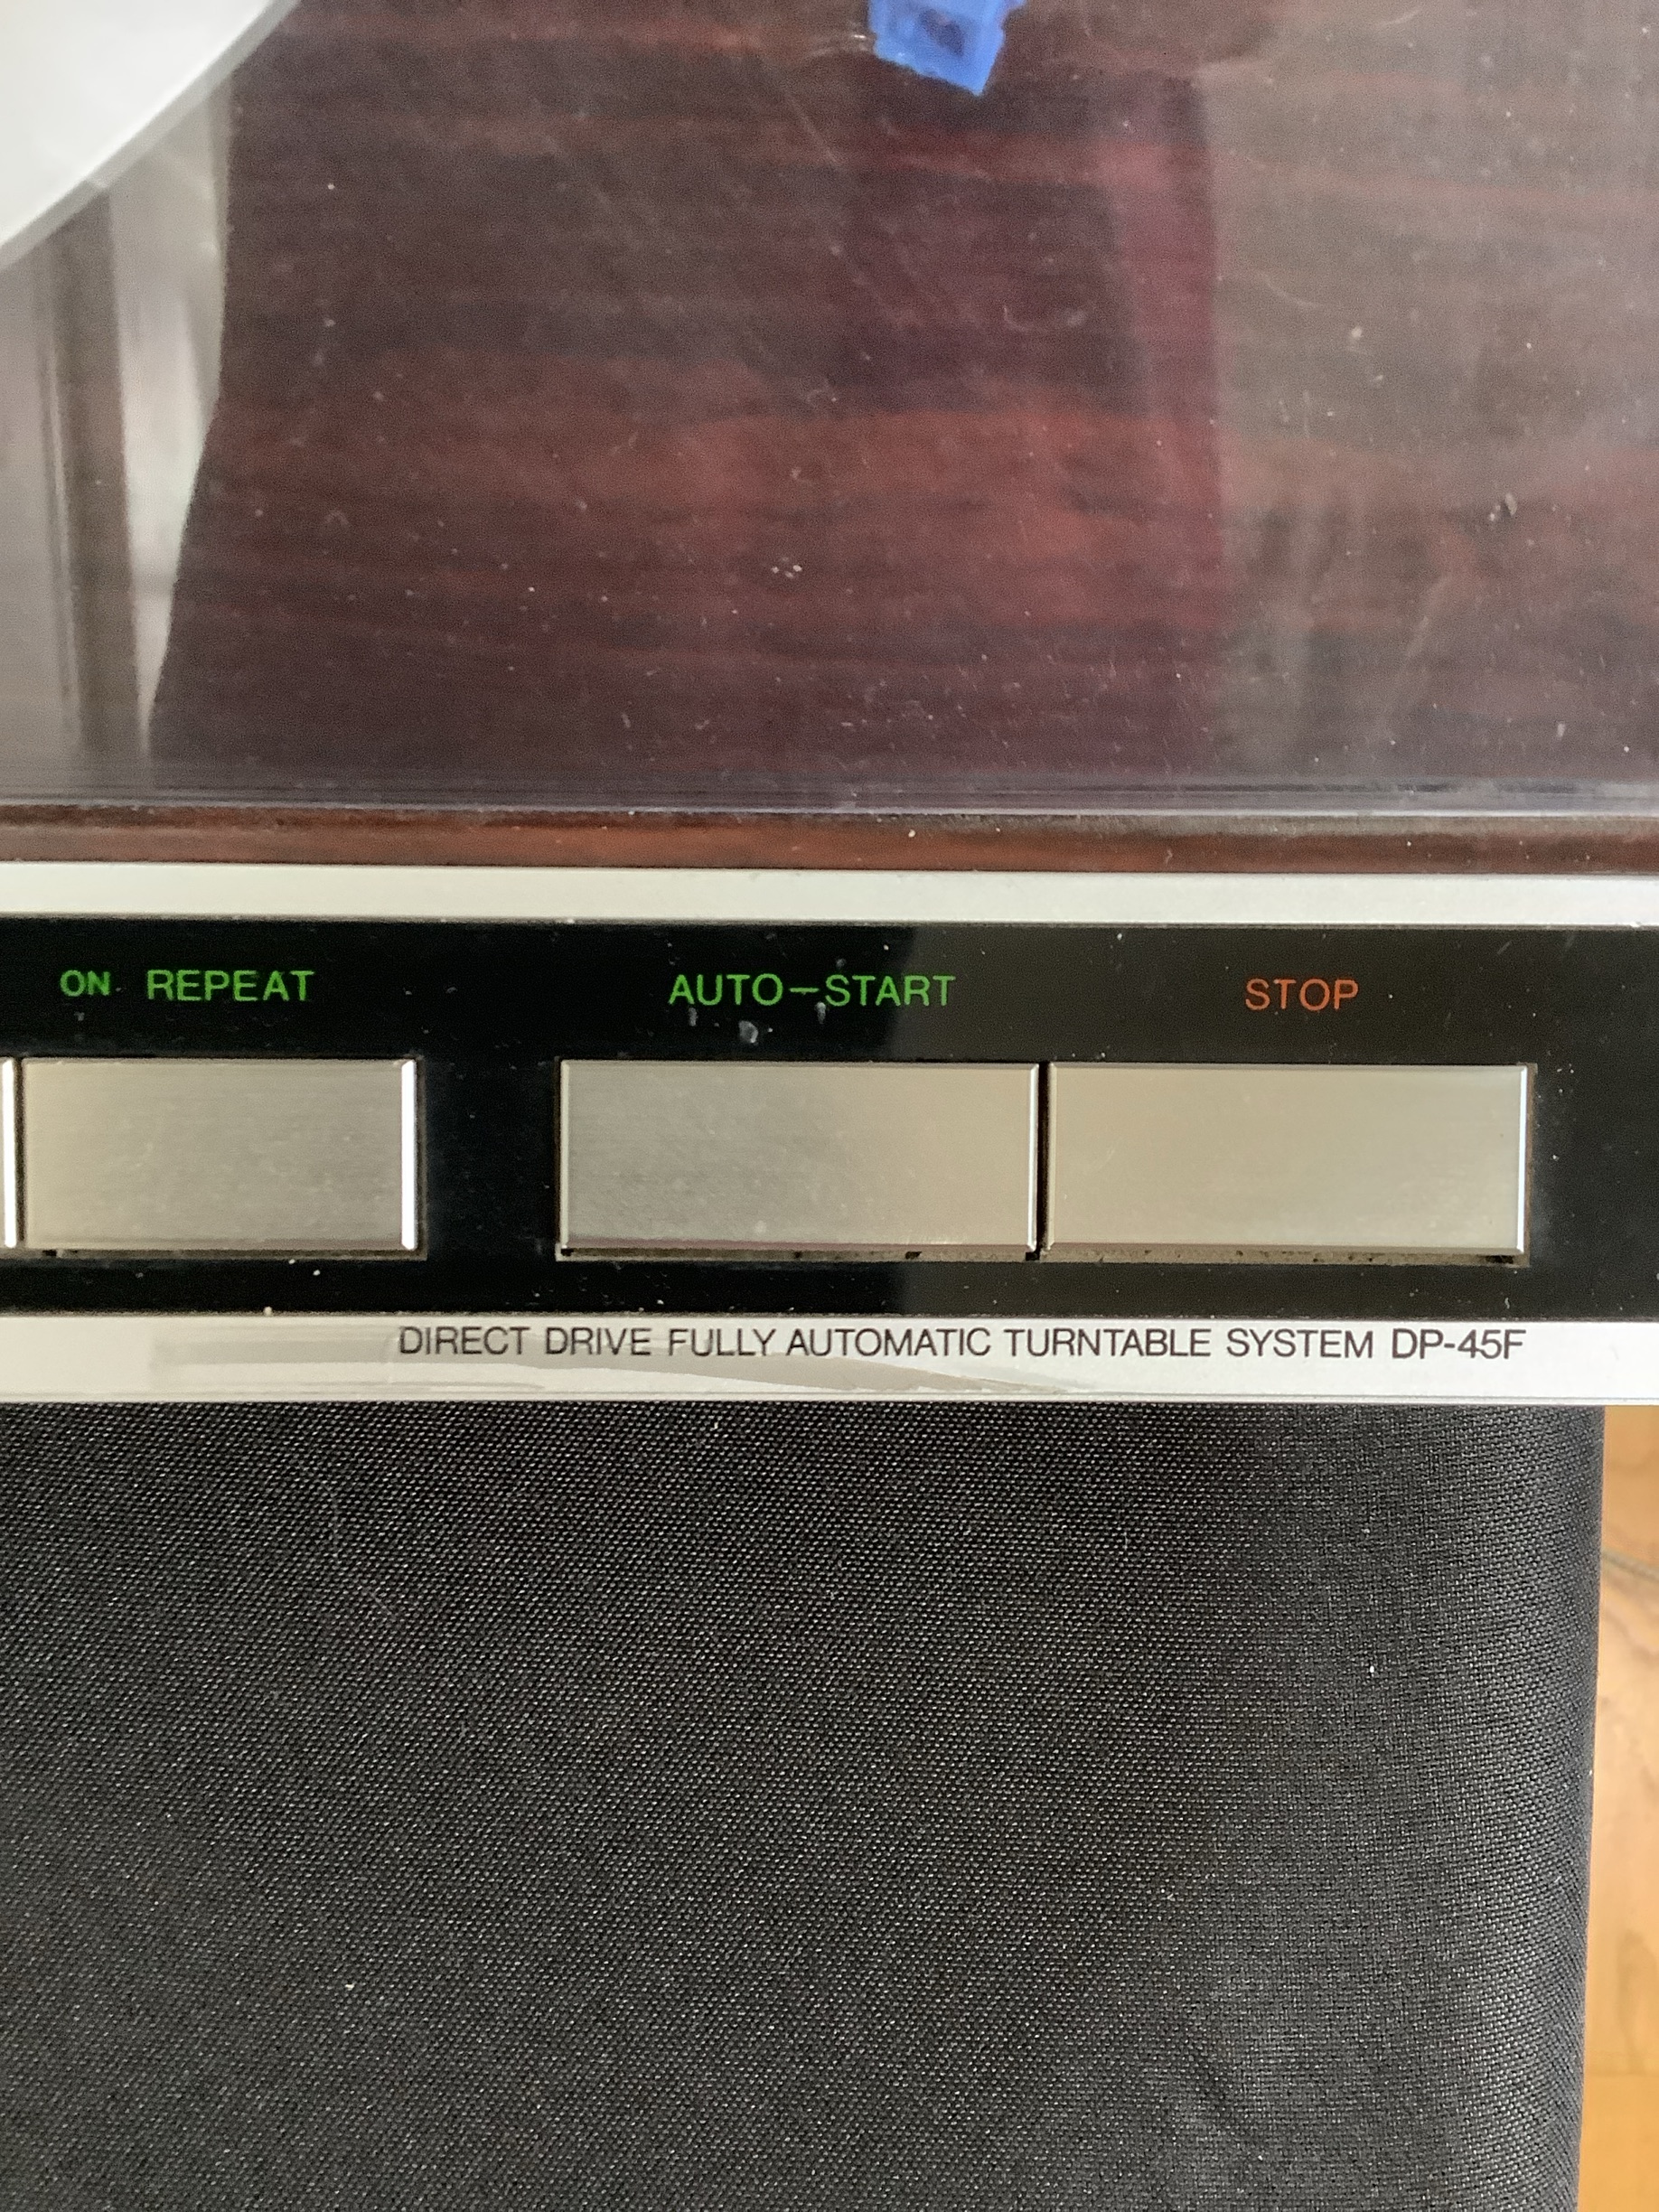 ON REPEAT AUTO-START STOP
DIRECT DRIVE FULLY AUTOMATIC TURNTABLE SYSTEM DP-45F